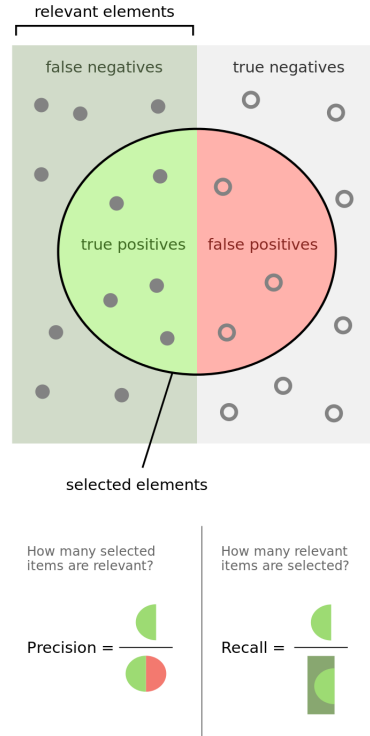 relevant elements
false negatives
true negatives
true positives
false positives
selected elements
How many selected
items are relevant?
How many relevant
items are selected?
Precision =
Recall =